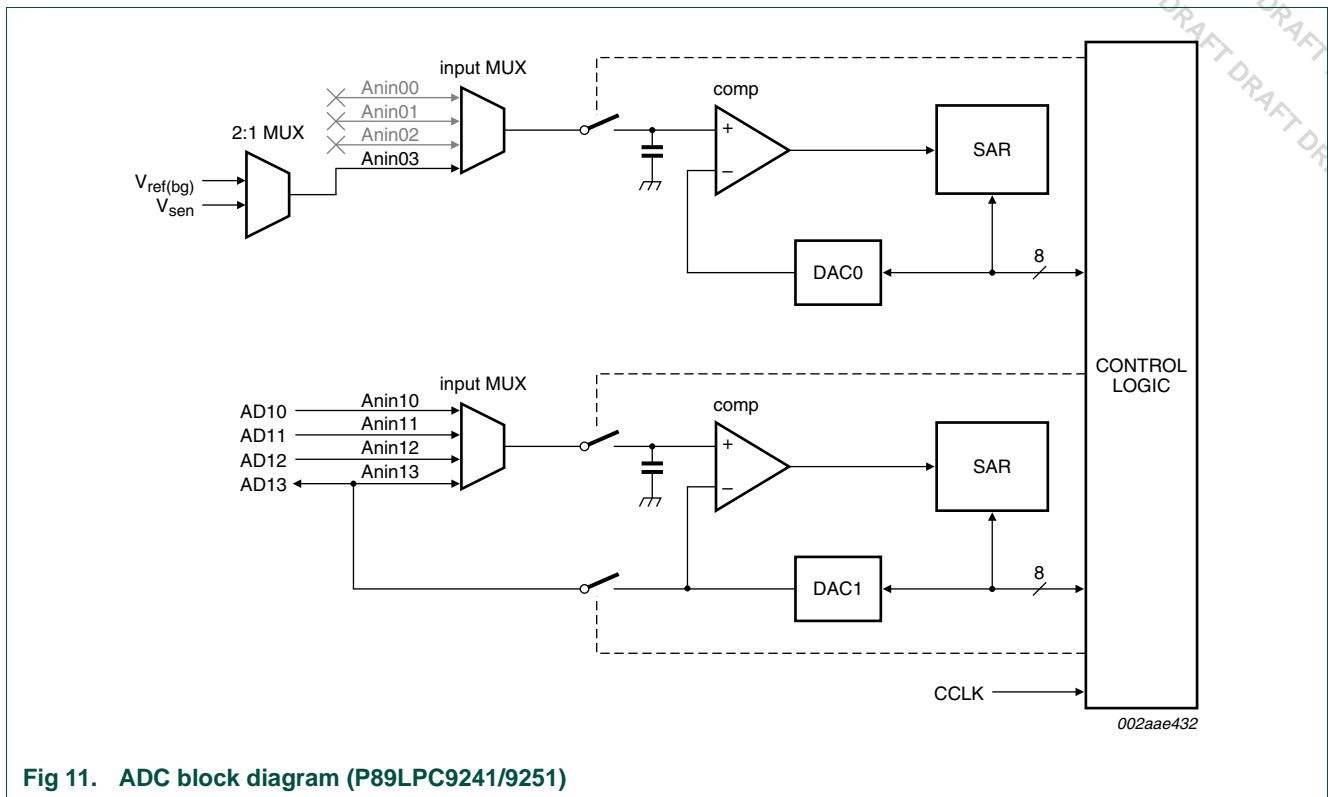 DRAFT DRAFT DR
DRAFT
input MUX
Anin00
Anin01
Anin02
Anin03
2:1 MUX
Vref(bg)
Vsen
comp
+
–
SAR
DAC0
8
CONTROL
LOGIC
input MUX
AD10
Anin10
AD11
Anin11
AD12
Anin12
AD13
Anin13
comp
+
–
SAR
DAC1
8
CCLK
002aae432
Fig 11. ADC block diagram (P89LPC9241/9251)